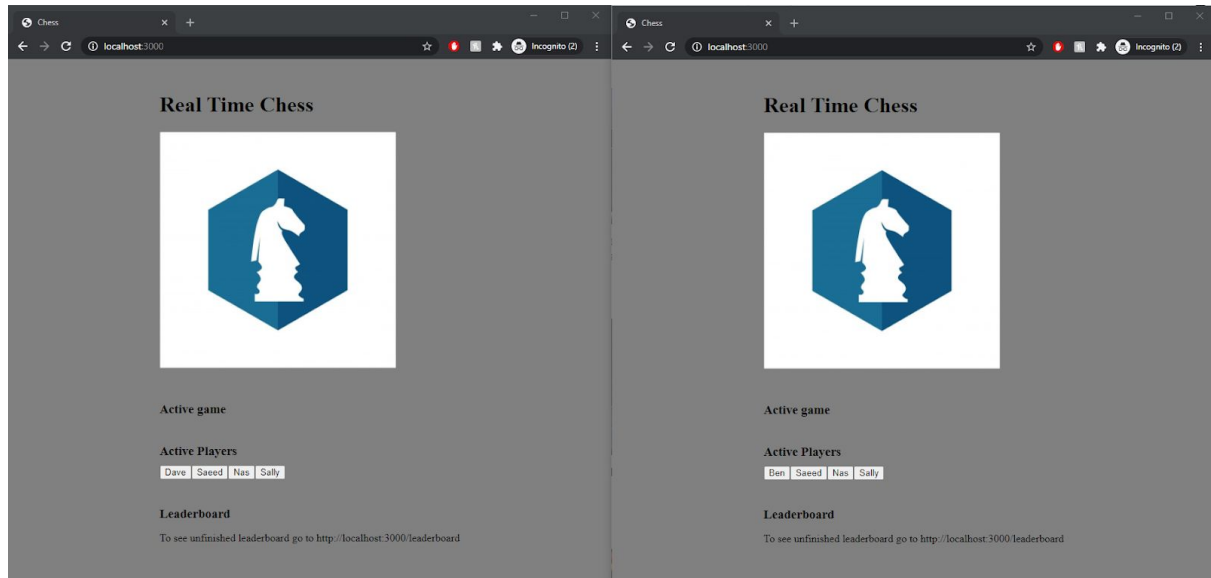 Chess
localhost:3000
Incognito (2)
Real Time Chess
Active game
Active Players
Dave Saeed Nas Sally
Leaderboard
To see unfinished leaderboard go to http://localhost:3000/leaderboard
Chess
localhost:3000
Incognito (2)
Real Time Chess
Active game
Active Players
Ben Saeed Nas Sally
Leaderboard
To see unfinished leaderboard go to http://localhost:3000/leaderboard